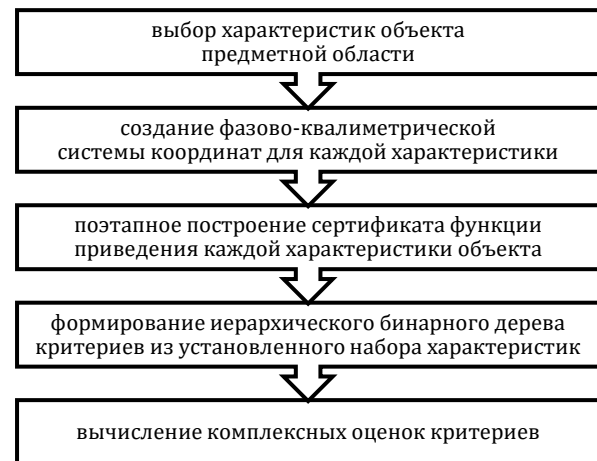 выбор характеристик объекта
предметной области
создание фазово-квалиметрической
системы координат для каждой характеристики
поэтапное построение сертификата функции
приведения каждой характеристики объекта
формирование иерархического бинарного дерева
критериев из установленного набора характеристик
вычисление комплексных оценок критериев